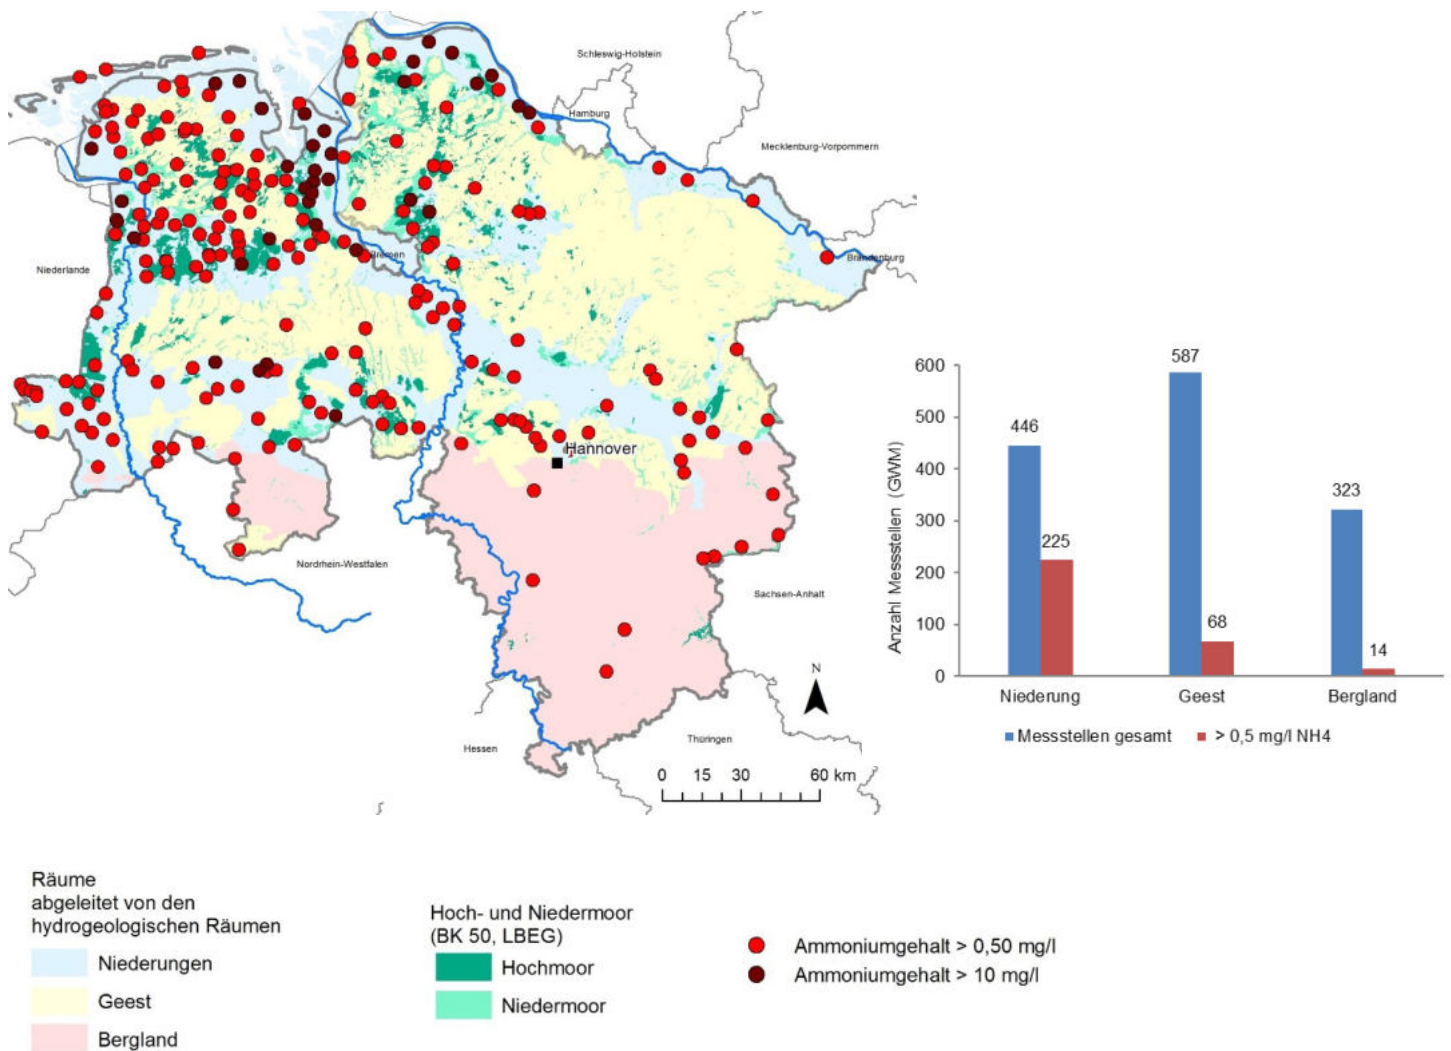 Schleswig-Holstein
Hamburg
Mecklenburg-Vorpommern
Niederlande
Bremen
Brandenburg
Hannover
Nordrhein-Westfalen
Sachsen-Anhalt
Hessen
Thüringen
N
0 15 30 60 km
Anzahl Messstellen (GWM)
600
500
400
300
200
100
0
446
225
587
68
323
14
Niederung Geest Bergland
Messstellen gesamt > 0,5 mg/l NH4
Räume
abgeleitet von den
hydrogeologischen Räumen
Niederungen
Geest
Bergland
Hoch- und Niedermoor
(BK 50, LBEG)
Hochmoor
Niedermoor
Ammoniumgehalt > 0,50 mg/l
Ammoniumgehalt > 10 mg/l